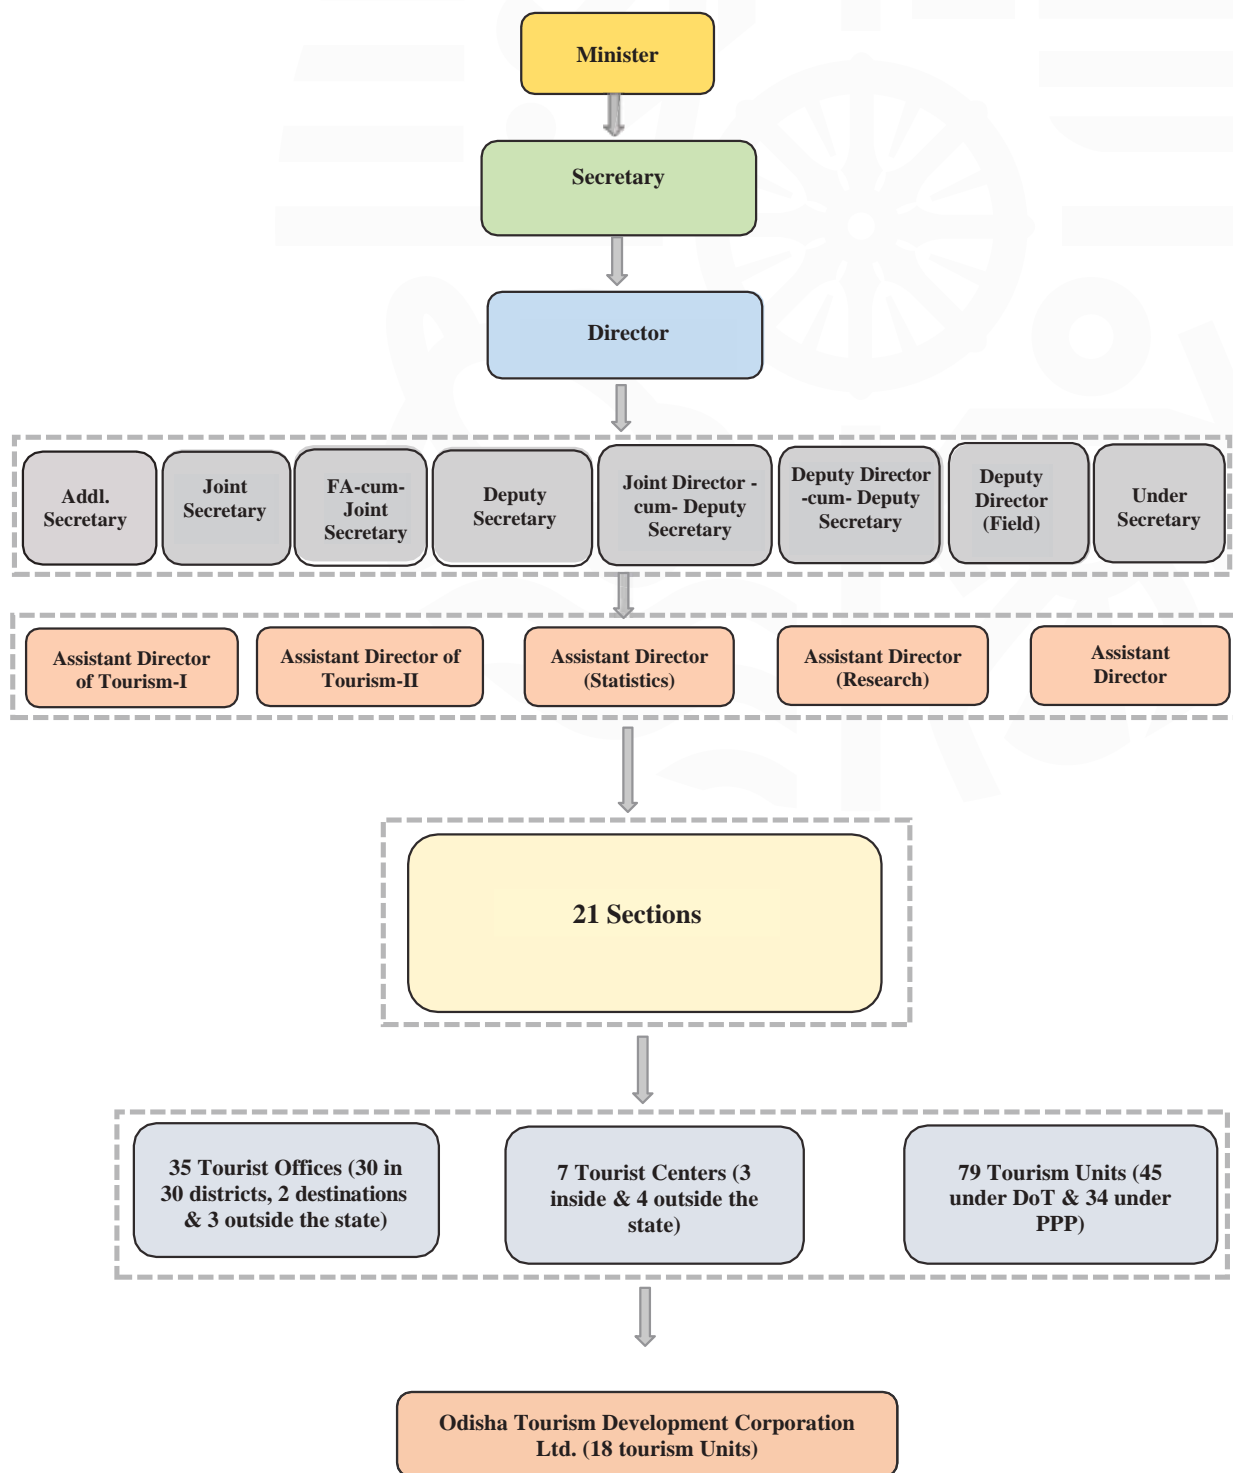 Minister
Secretary
Director
Addl.
Secretary
Joint
Secretary
FA-cum-
Joint
Secretary
Deputy
Secretary
Joint Director -
cum- Deputy
Secretary
Deputy Director
-cum- Deputy
Secretary
Deputy
Director
(Field)
Under
Secretary
Assistant Director
of Tourism-I
Assistant Director of
Tourism-II
Assistant Director
(Statistics)
Assistant Director
(Research)
Assistant
Director
21 Sections
35 Tourist Offices (30 in
30 districts, 2 destinations
& 3 outside the state)
7 Tourist Centers (3
inside & 4 outside the
state)
79 Tourism Units (45
under DoT & 34 under
PPP)
Odisha Tourism Development Corporation
Ltd. (18 tourism Units)